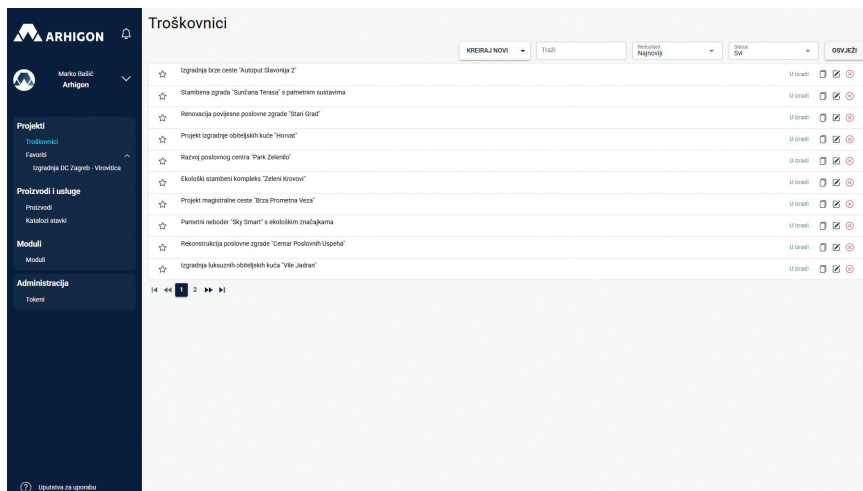 ARHIGON
Marko Bašić
Arhigon
Projekti
Troškovnici
Favoriti
Izgradnja DC Zagreb - Virovitica
Proizvodi i usluge
Proizvodi
Katalozi stavki
Moduli
Moduli
Administracija
Tokeni
Uputstva za uporabu
Troškovnici
KREIRAJ NOVI
Traži
Redoslijed
Najnoviji
Status
Svi
OSVJEŽI
Izgradnja brze ceste "Autoput Slavonija 2"
U izradi
Stambena zgrada "Sunčana Terasa" s pametnim sustavima
U izradi
Renovacija povijesne poslovne zgrade "Stari Grad"
U izradi
Projekt izgradnje obiteljskih kuće "Horvat"
U izradi
Razvoj poslovnog centra "Park Zelenilo"
U izradi
Ekološki stambeni kompleks "Zeleni Krovovi"
U izradi
Projekt magistralne ceste "Brza Prometna Veza"
U izradi
Pametni neboder "Sky Smart" s ekološkim značajkama
U izradi
Rekonstrukcija poslovne zgrade "Centar Poslovnih Uspeha"
U izradi
Izgradnja luksuznih obiteljskih kuća "Vile Jadran"
U izradi
1 2